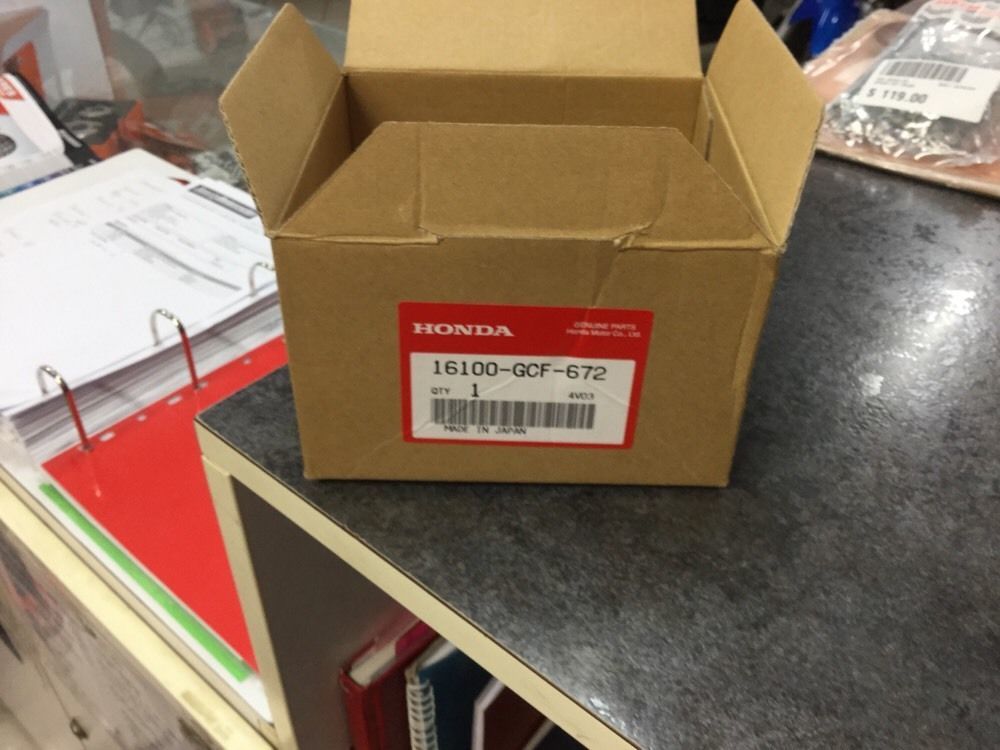 HONDA
GENUINE PARTS
Honda Motor Co., Ltd.
16100-GCF-672
QTY 1
4V03
MADE IN JAPAN
$ 119.00